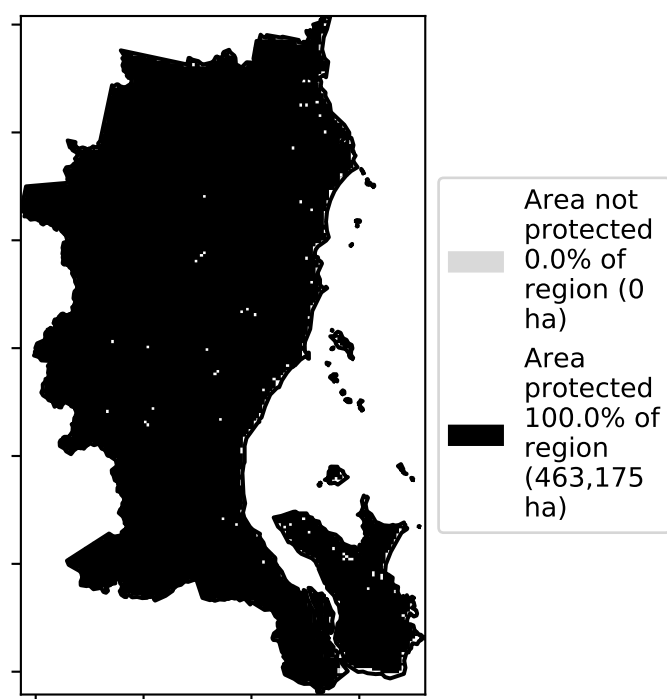 Area not
protected
0.0% of
region (0
ha)
Area
protected
100.0% of
region
(463,175
ha)